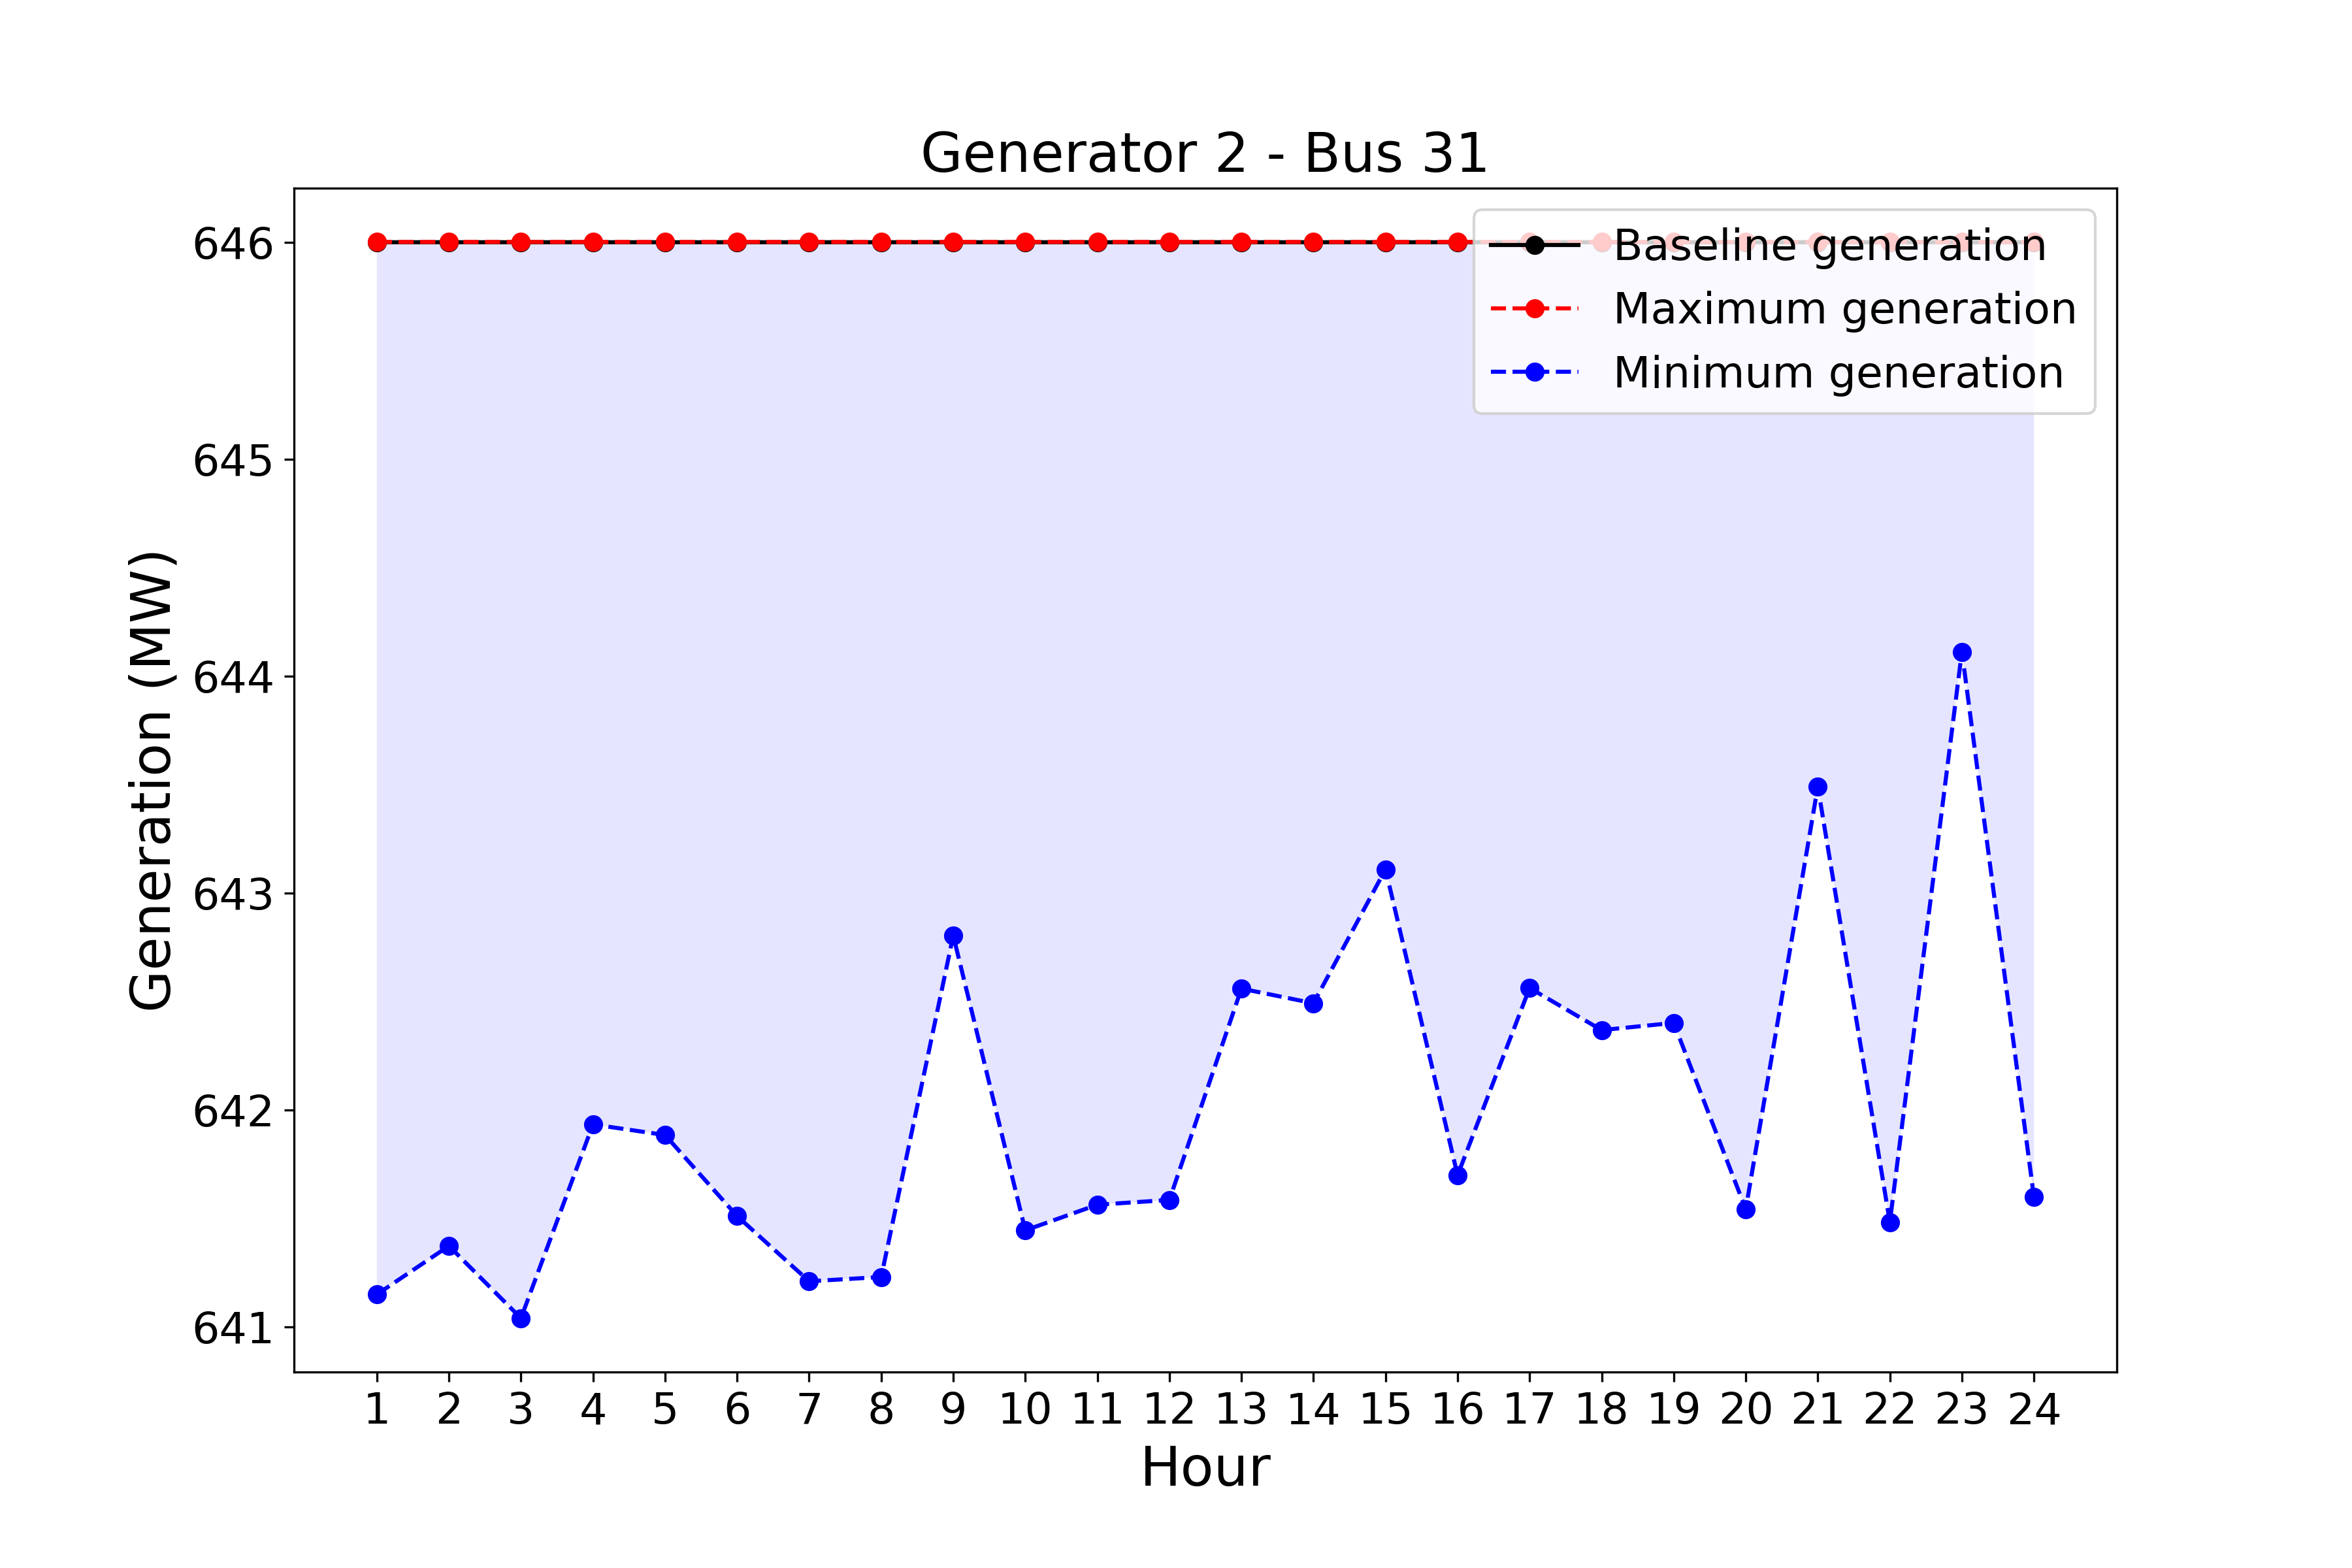 Generator 2 - Bus 31
Baseline generation
Maximum generation
Minimum generation
646
645
644
643
642
641
Generation (MW)
1 2 3 4 5 6 7 8 9 10 11 12 13 14 15 16 17 18 19 20 21 22 23 24
Hour